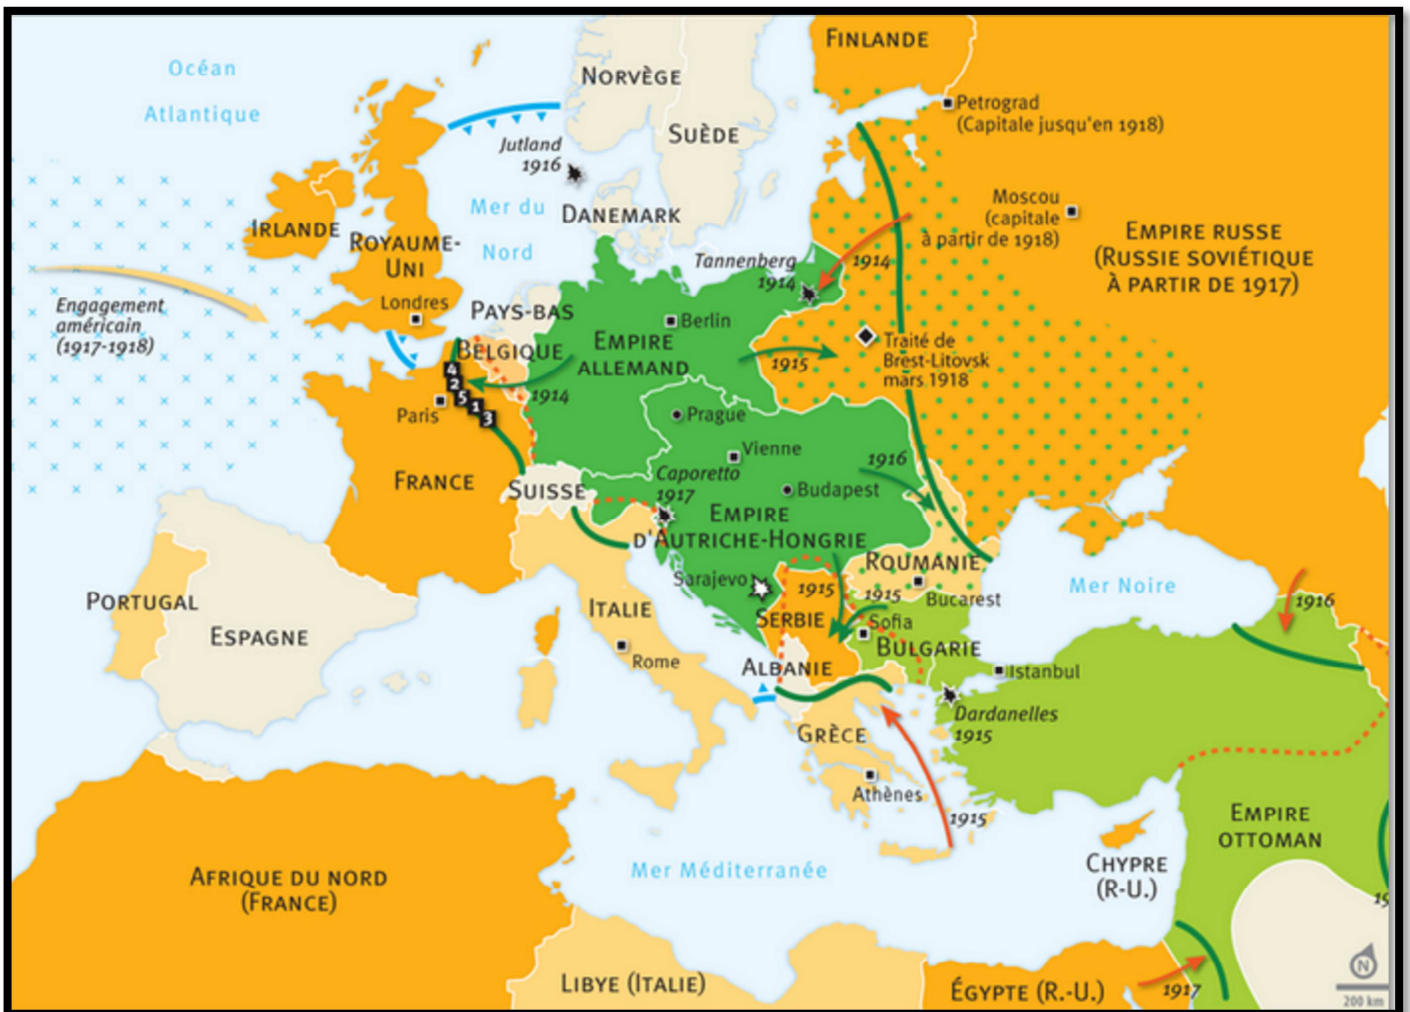 Océan
Atlantique
NORVÈGE
SUÈDE
FINLANDE
Petrograd
(Capitale jusqu'en 1918)
Jutland
1916
Mer du
Nord
DANEMARK
IRLANDE
ROYAUME-
UNI
Londres
PAYS-BAS
Tannenberg
1914
1914
Moscou
(capitale
à partir de 1918)
EMPIRE RUSSE
(RUSSIE SOVIÉTIQUE
À PARTIR DE 1917)
Engagement
américain
(1917-1918)
BELGIQUE
Berlin
EMPIRE
ALLEMAND
1915
Traité de
Brest-Litovsk
mars 1918
4
2
5
1
3
1914
Paris
FRANCE
SUISSE
Prague
Vienne
Caporetto
1917
Budapest
1916
EMPIRE
D'AUTRICHE-HONGRIE
PORTUGAL
ESPAGNE
ITALIE
Rome
Sarajevo
SERBIE
1915
1915
ROUMANIE
Bucarest
Sofia
BULGARIE
ALBANIE
Mer Noire
1916
Istanbul
Dardanelles
1915
GRÈCE
Athènes
1915
AFRIQUE DU NORD
(FRANCE)
Mer Méditerranée
CHYPRE
(R-U.)
EMPIRE
OTTOMAN
LIBYE (ITALIE)
ÉGYPTE (R.-U.)
1917
N
200 km